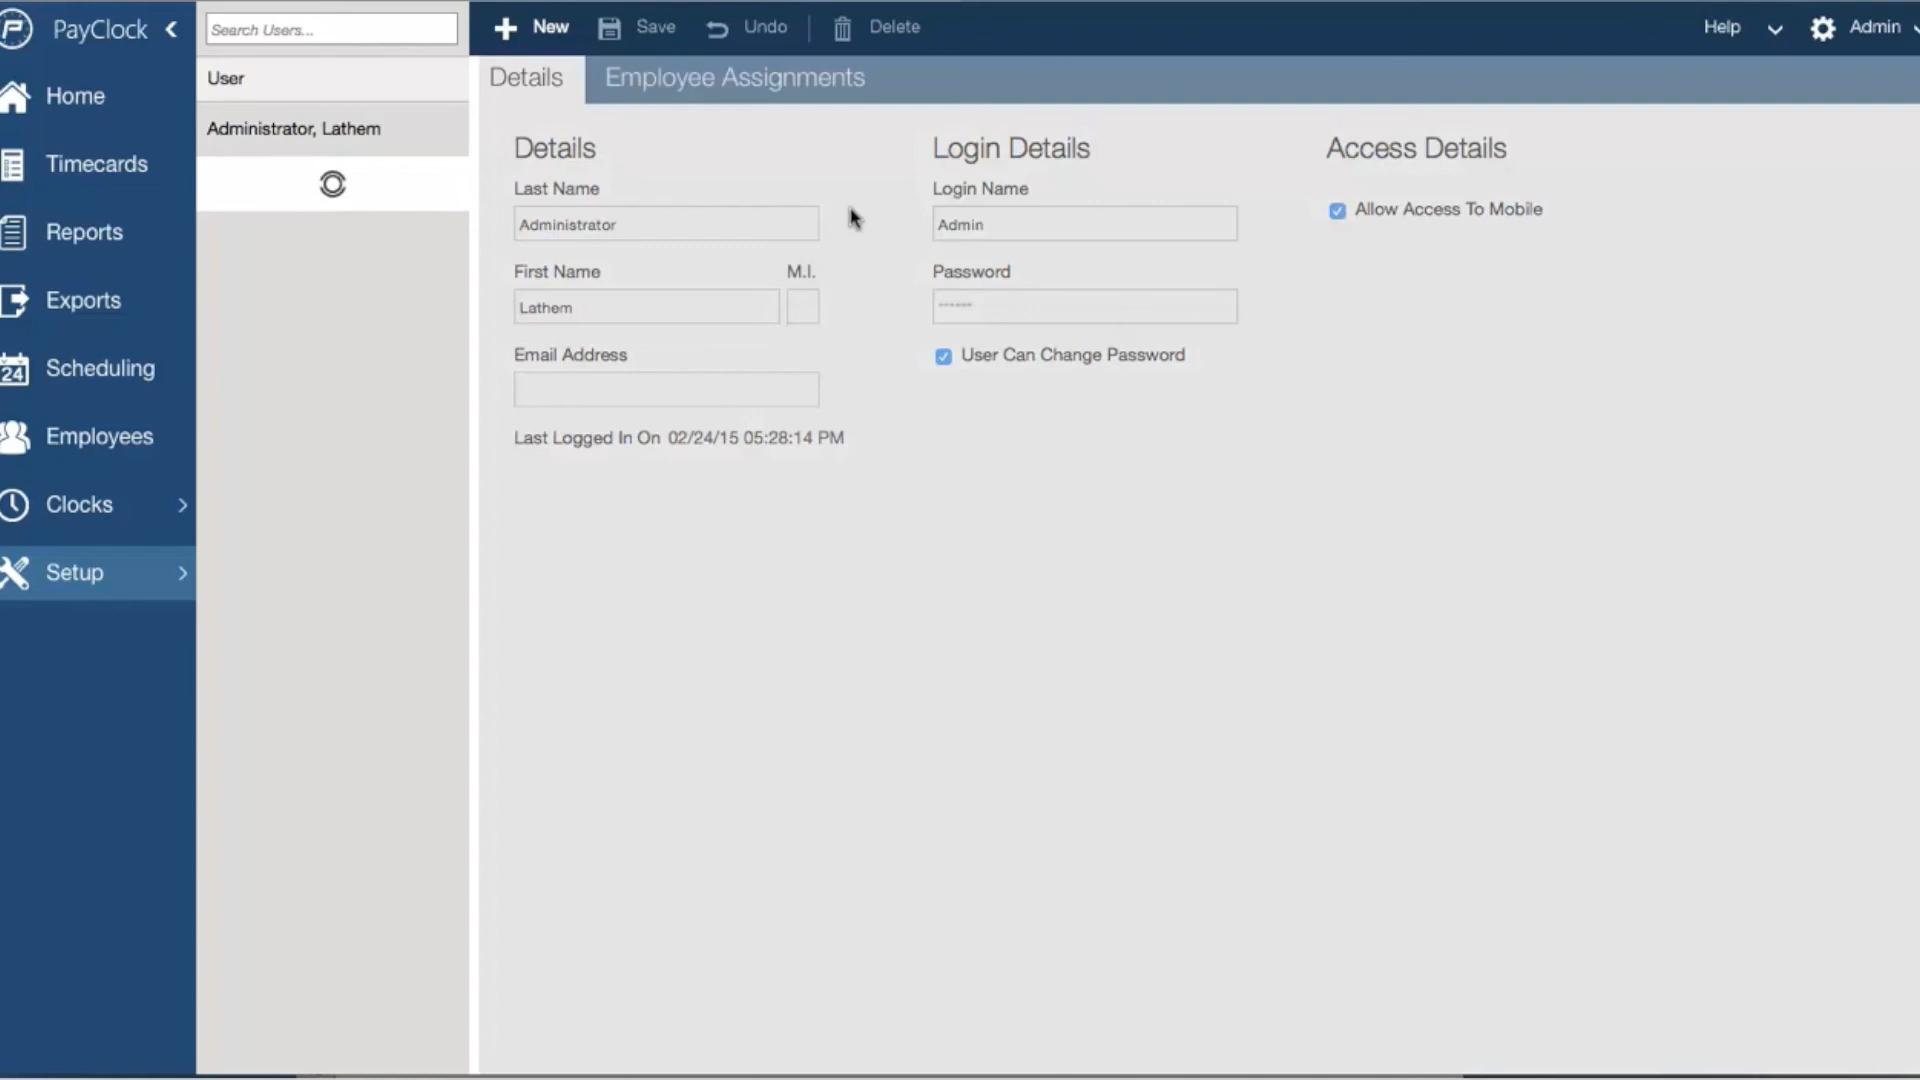 PayClock
Search Users...
New
Save
Undo
Delete
Help
Admin
Home
Timecards
Reports
Exports
24
Scheduling
Employees
Clocks
Setup
User
Administrator, Lathem
Details
Employee Assignments
Details
Last Name
Administrator
First Name
M.I.
Lathem
Email Address
Last Logged In On 02/24/15 05:28:14 PM
Login Details
Login Name
Admin
Password
------
User Can Change Password
Access Details
Allow Access To Mobile